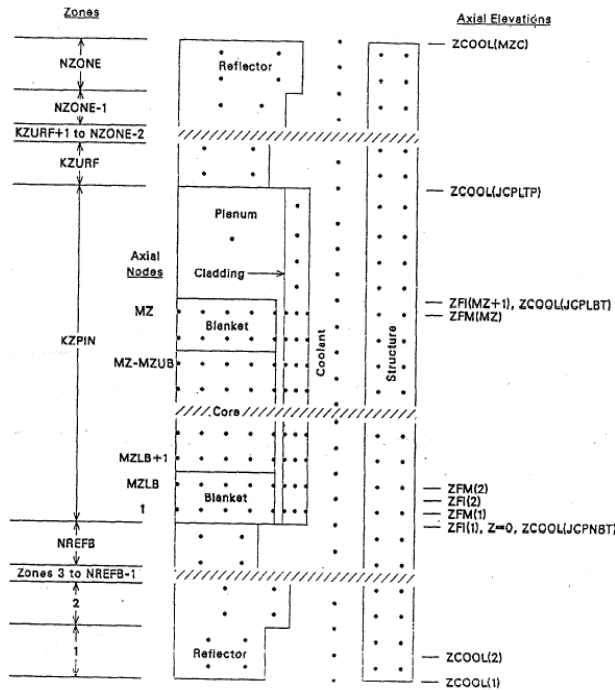 Zones
Axial Elevations
NZONE
Reflector
ZCOOL(MZC)
NZONE-1
KZURF+1 to NZONE-2
KZURF
ZCOOL(JCPLTP)
Plenum
Axial
Nodes
Cladding
ZFI(MZ+1), ZCOOL(JCPLBT)
MZ
ZFM(MZ)
Blanket
KZPIN
Coolant
Structure
MZ-MZUB
Core
MZLB+1
MZLB
ZFM(2)
Blanket
ZFI(2)
1
ZFM(1)
ZFI(1), Z=0, ZCOOL(JCPNBT)
NREFB
Zones 3 to NREFB-1
2
1
Reflector
ZCOOL(2)
ZCOOL(1)